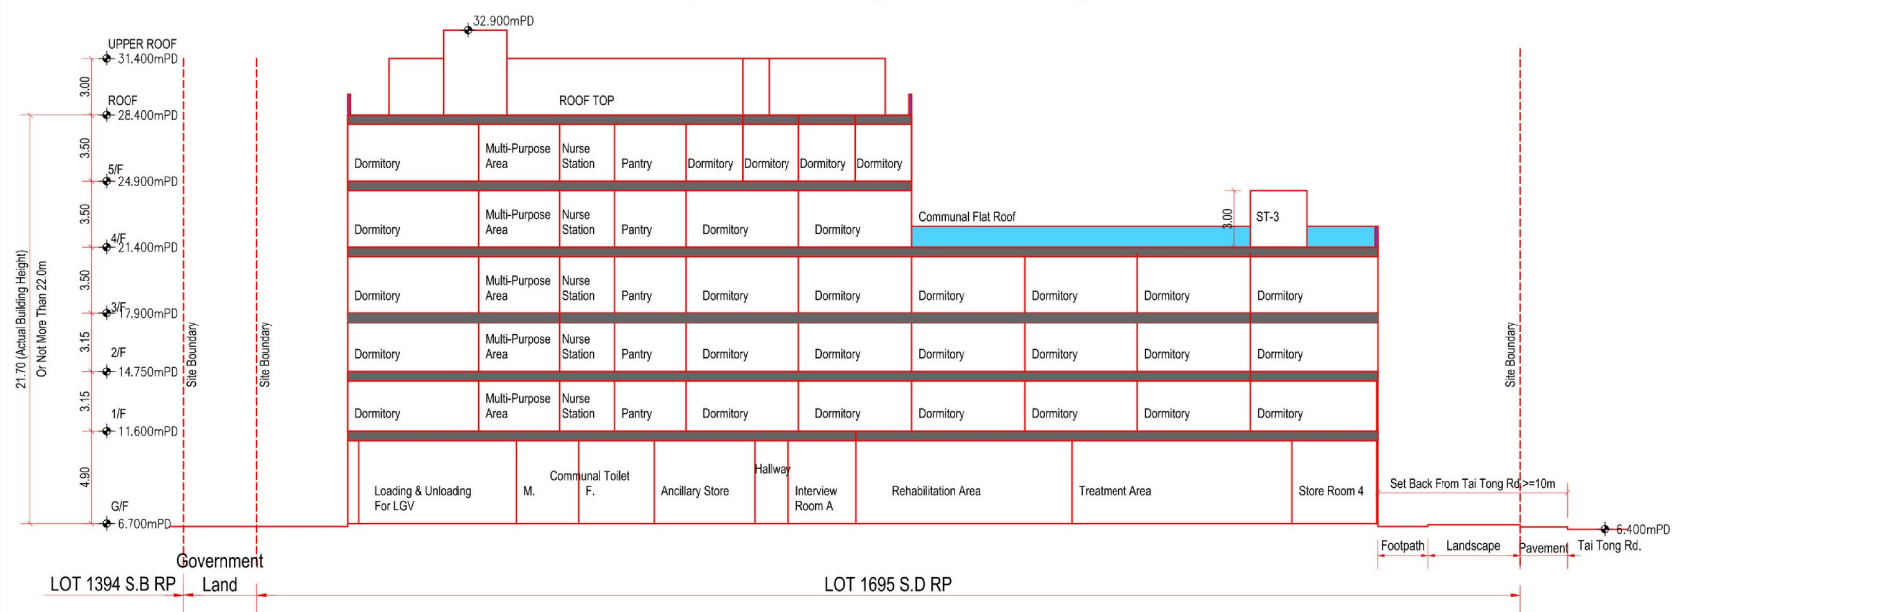 32.900mPD
UPPER ROOF
31.400mPD
3.00
ROOF
28.400mPD
ROOF TOP
3.50
Dormitory
Multi-Purpose
Area
Nurse
Station
Pantry
Dormitory
Dormitory
Dormitory
Dormitory
5/F
24.900mPD
3.50
Dormitory
Multi-Purpose
Area
Nurse
Station
Pantry
Dormitory
Dormitory
Communal Flat Roof
3.00
ST-3
4/F
21.400mPD
3.50
Dormitory
Multi-Purpose
Area
Nurse
Station
Pantry
Dormitory
Dormitory
Dormitory
Dormitory
Dormitory
Dormitory
3/F
17.900mPD
3.15
Dormitory
Multi-Purpose
Area
Nurse
Station
Pantry
Dormitory
Dormitory
Dormitory
Dormitory
Dormitory
Dormitory
2/F
14.750mPD
3.15
Dormitory
Multi-Purpose
Area
Nurse
Station
Pantry
Dormitory
Dormitory
Dormitory
Dormitory
Dormitory
Dormitory
1/F
11.600mPD
21.70 (Actual Building Height)
Or Not More Than 22.0m
Site Boundary
Site Boundary
Site Boundary
4.90
Loading & Unloading
For LGV
Communal Toilet
M.
F.
Ancillary Store
Hallway
Interview
Room A
Rehabilitation Area
Treatment Area
Store Room 4
Set Back From Tai Tong Rd.>=10m
G/F
6.700mPD
6.400mPD
Footpath
Landscape
Pavement
Tai Tong Rd.
Government
Land
LOT 1394 S.B RP
LOT 1695 S.D RP